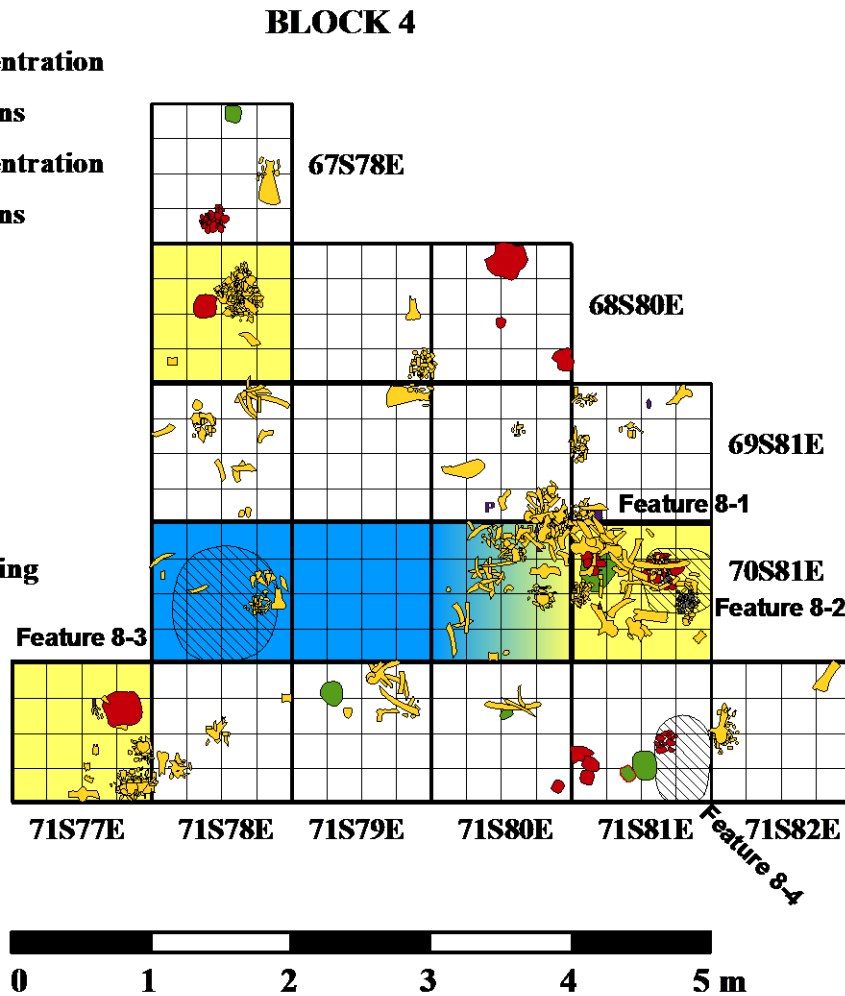 BLOCK 4
entration
ns
entration
67S78E
ns
68S80E
69S81E
P
Feature 8-1
ing
70S81E
Feature 8-2
Feature 8-3
71S77E 71S78E 71S79E 71S80E 71S81E 71S82E
Feature 8-4
0 1 2 3 4 5 m